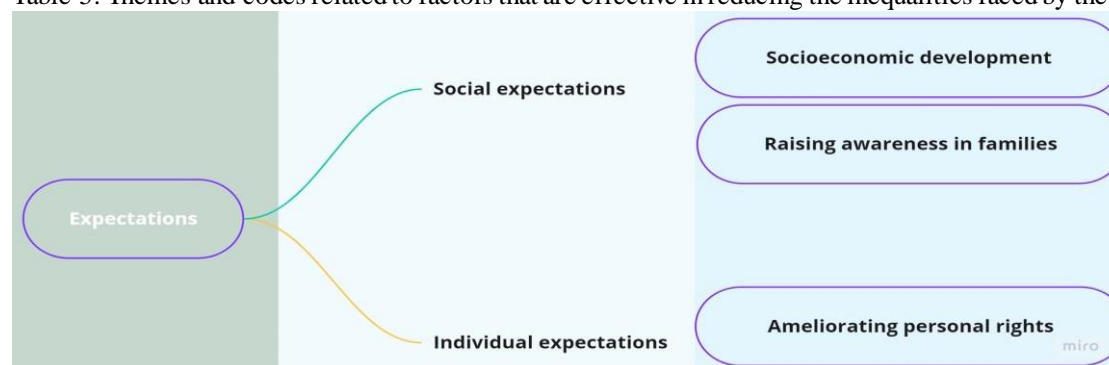 Table 3: Themes and codes related to factors that are effective in reducing the inequalities faced by the
Socioeconomic development
Social expectations
Raising awareness in families
Expectations
Ameliorating personal rights
Individual expectations
miro